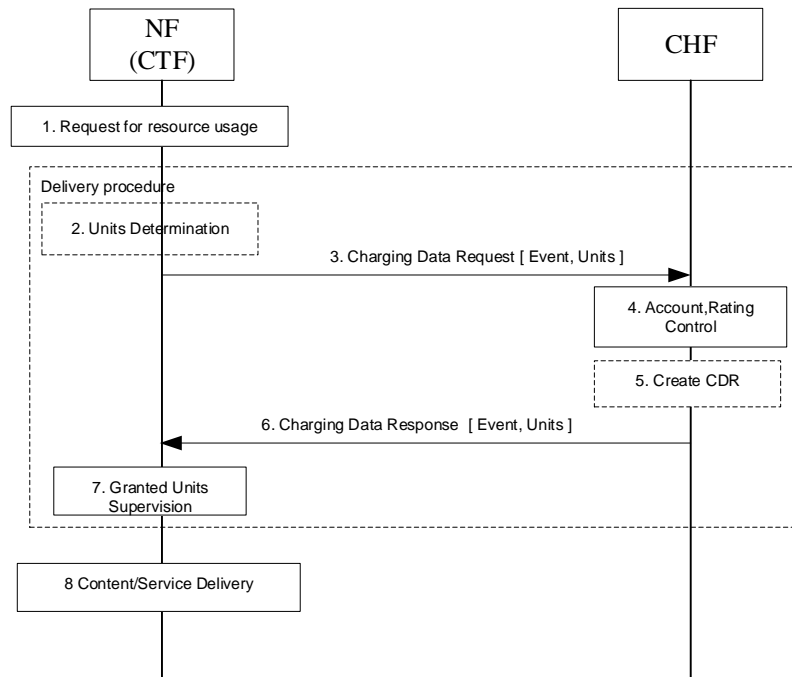 NF
(CTF)
CHF
1. Request for resource usage
Delivery procedure
2. Units Determination
3. Charging Data Request [ Event, Units ]
4. Account,Rating
Control
5. Create CDR
6. Charging Data Response [ Event, Units ]
7. Granted Units
Supervision
8 Content/Service Delivery